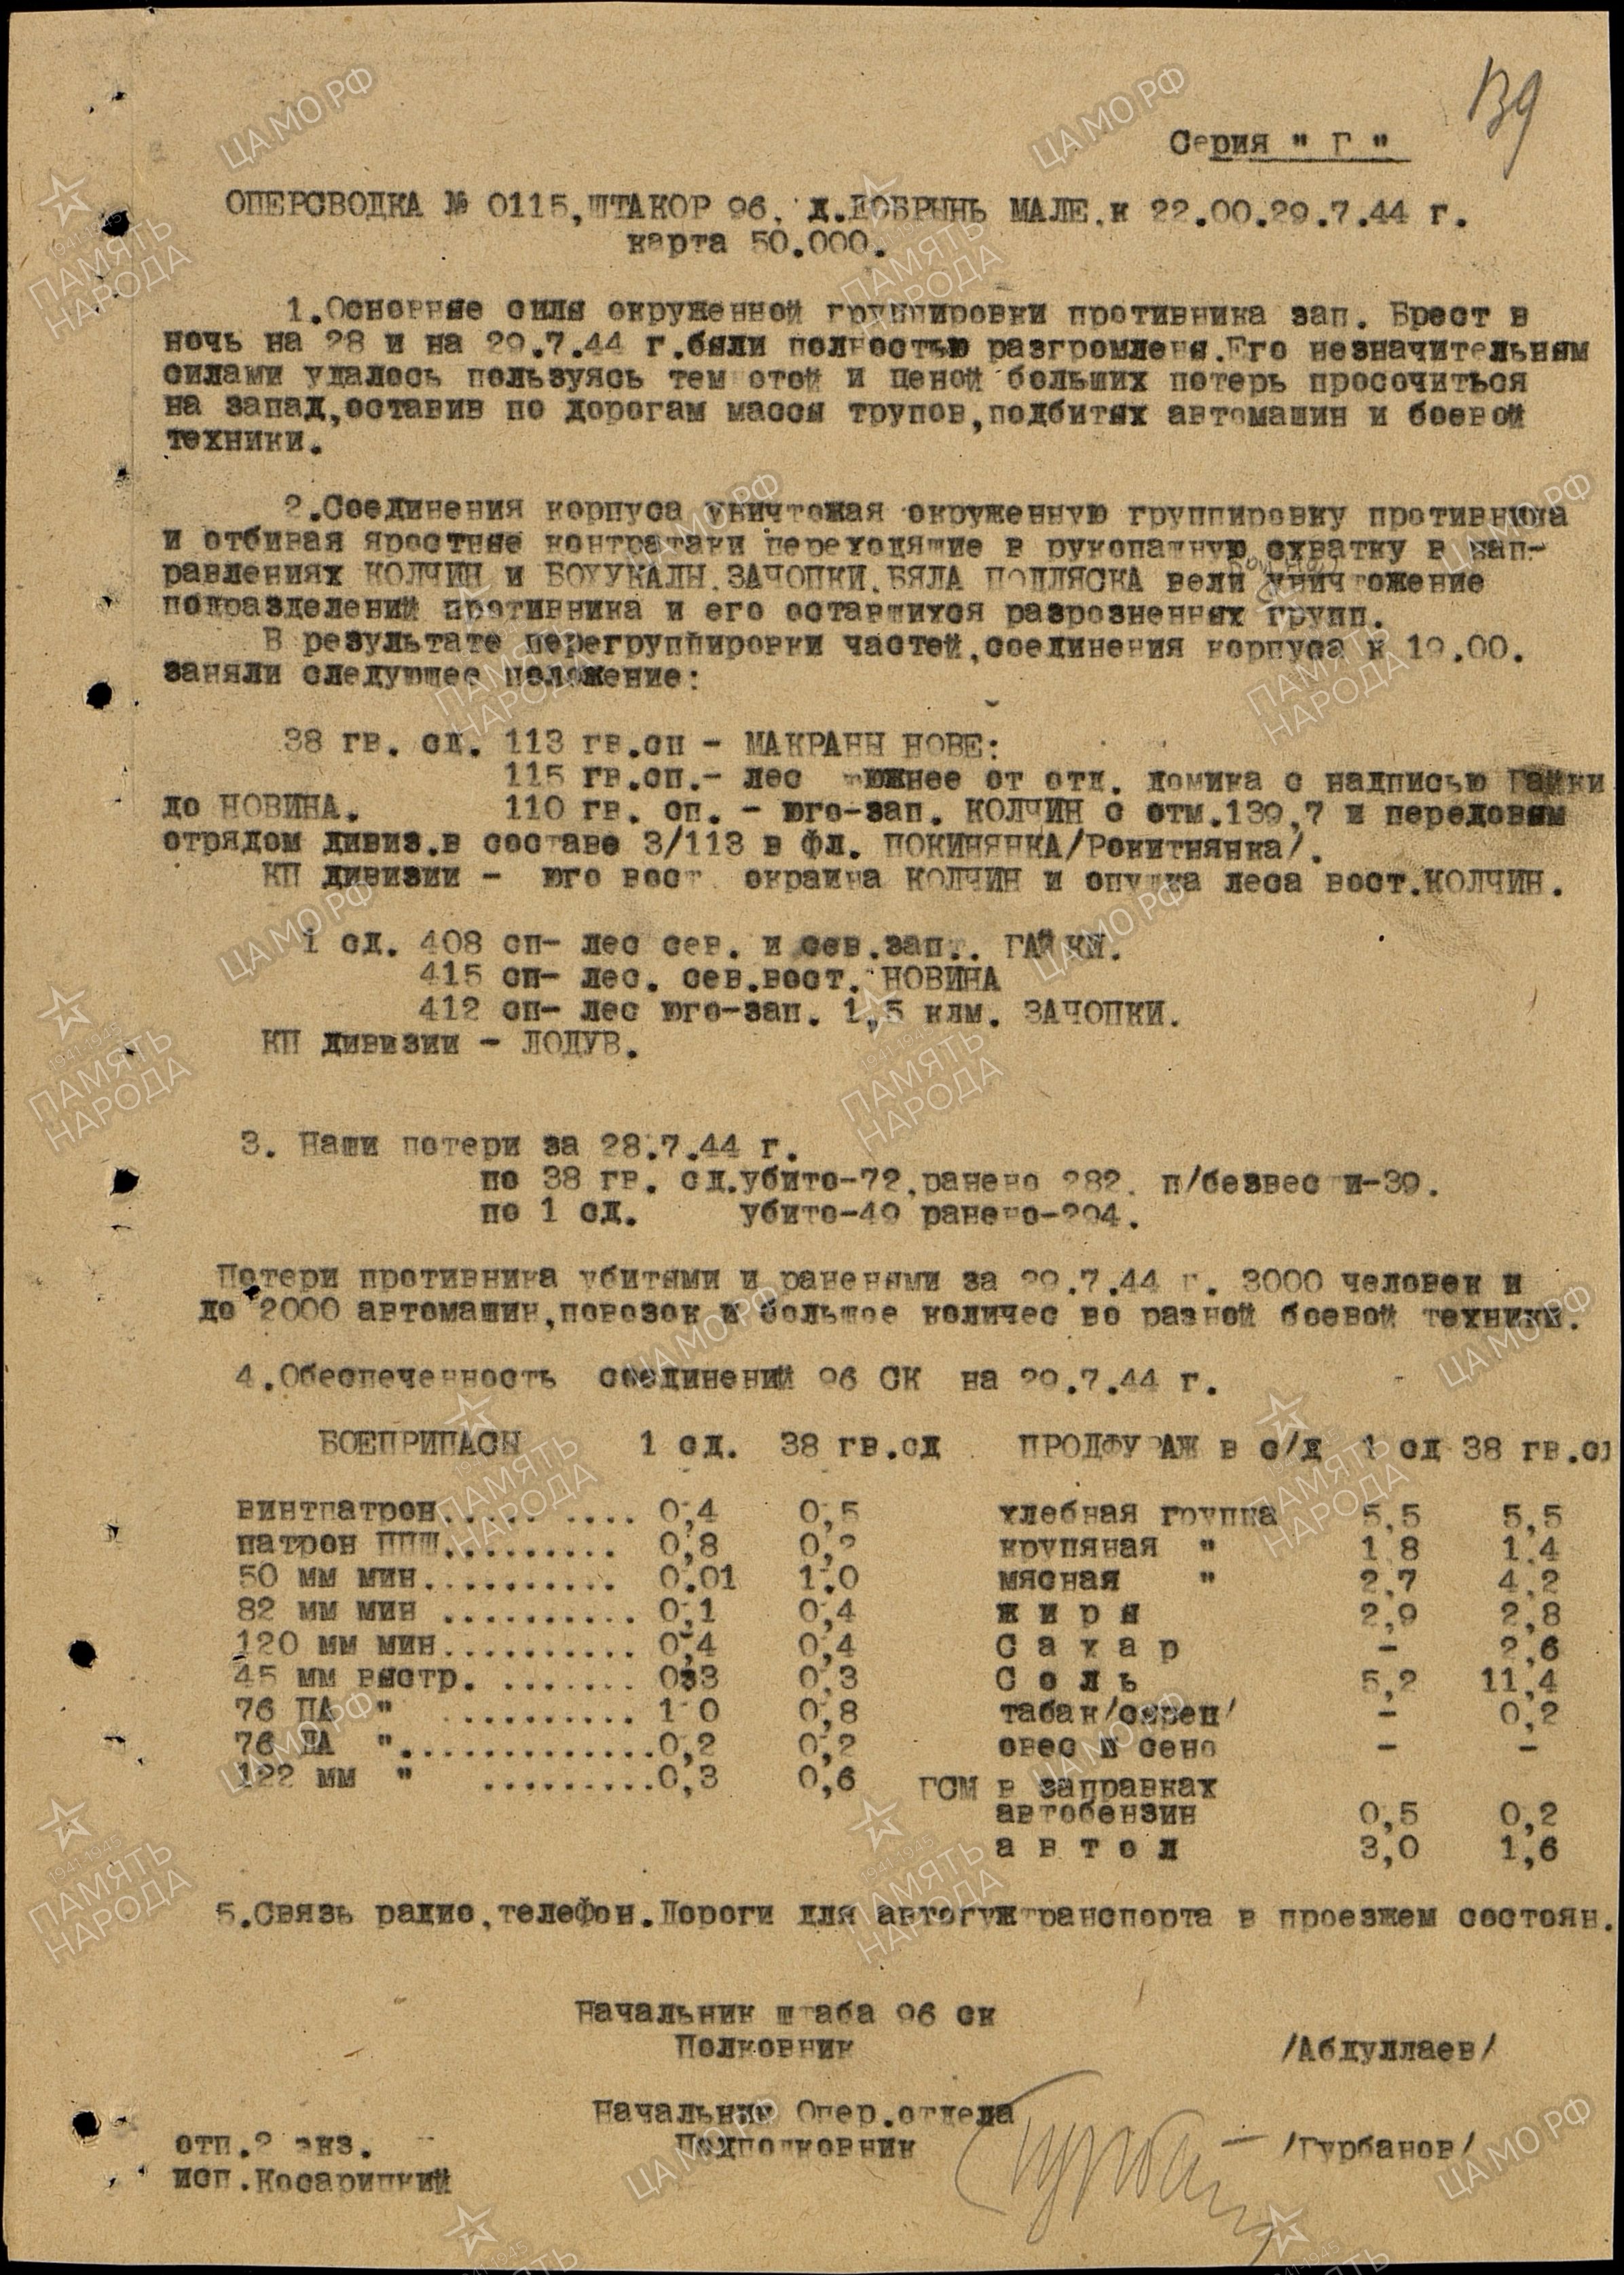 139
Серия " Г "
ОПЕРСВОДКА № 0115, ШТАКОР 96. д.ДОБРЫНЬ МАЛЕ. к 22.00.29.7.44 г.
карта 50.000.
1.Основные силы окруженной группировки противника зап. Брест в
ночь на 28 и на 29.7.44 г.были полностью разгромлены.Его незначительным
силами удалось пользуясь темнотой и ценой больших потерь просочиться
на запад,оставив по дорогам массы трупов,подбитых автомашин и боевой
техники.
2.Соединения корпуса уничтожая окруженную группировку противника
и отбивая яростные контратаки переходящие в рукопашную схватку в нап-
равлениях КОЛЧИН и БОХУКАЛЫ.ЗАЧОПКИ.БЯЛА ПОДЛЯСКА вели уничтожение
подразделений противника и его оставшихся разрозненных групп.
В результате перегруппировки частей,соединения корпуса к 19.00.
заняли следующее положение:
38 гв. сд. 113 гв.сп - МАКРАНЫ НОВЕ:
115 гв.сп.- лес южнее от отд. домика с надписью Гайки
до НОВИНА. 110 гв. сп. - юго-зап. КОЛЧИН с отм.139,7 и передовым
отрядом дивиз.в составе 3/113 в фл. ПОКИНЯНКА/Рокитнянка/.
КП дивизии - юго вост окраина КОЛЧИН и опушка леса вост.КОЛЧИН.
1 сд. 408 сп- лес сев. и сев.зап.. ГАЙКИ.
415 сп- лес. сев.вост. НОВИНА
412 сп- лес юго-зап. 1,5 клм. ЗАЧОПКИ.
КП дивизии - ЛОДУВ.
3. Наши потери за 28.7.44 г.
по 38 гв. сд.убито-72,ранено 282. п/безвести-39.
по 1 сд. убито-49 ранено-294.
Потери противника убитыми и ранеными за 29.7.44 г. 3000 человек и
до 2000 автомашин,повозок и большое количес во разной боевой техники.
4.Обеспеченность соединений 96 СК на 29.7.44 г.
БОЕПРИПАСЫ 1 сд. 38 гв.сд ПРОДФУРАЖ в с/д 1 сд 38 гв.сд
винтпатрон..... .... 0,4 0,5 хлебная группа 5,5 5,5
патрон ППШ......... 0,8 0,2 крупяная " 1 8 1.4
50 мм мин.......... 0.01 1.0 мясная " 2.7 4.2
82 мм мин .......... 0,1 0,4 ж и р ы 2,9 2,8
120 мм мин.......... 0,4 0,4 С а х а р - 2,6
45 мм выстр. ....... 0,3 0,3 С о л ь 5,2 11,4
76 ПА " .......... 1 0 0,8 табак/сыреп/ - 0,2
76 ДА ".............0,2 0,2 овес и сено - -
122 мм " .........0,3 0,6 ГСМ в заправках
автобензин 0,5 0,2
а в т о л 3,0 1,6
5.Связь радио,телефон.Дороги для автогужтранспорта в проезжем состоян.
Начальник штаба 96 ск
Полковник /Абдуллаев/
Начальник Опер.отдела
Подполковник /Гурбанов/
отп.2 экз.
исп.Косарицкий
ЦА МО РФ
1941-1945
ПАМЯТЬ
НАРОДА